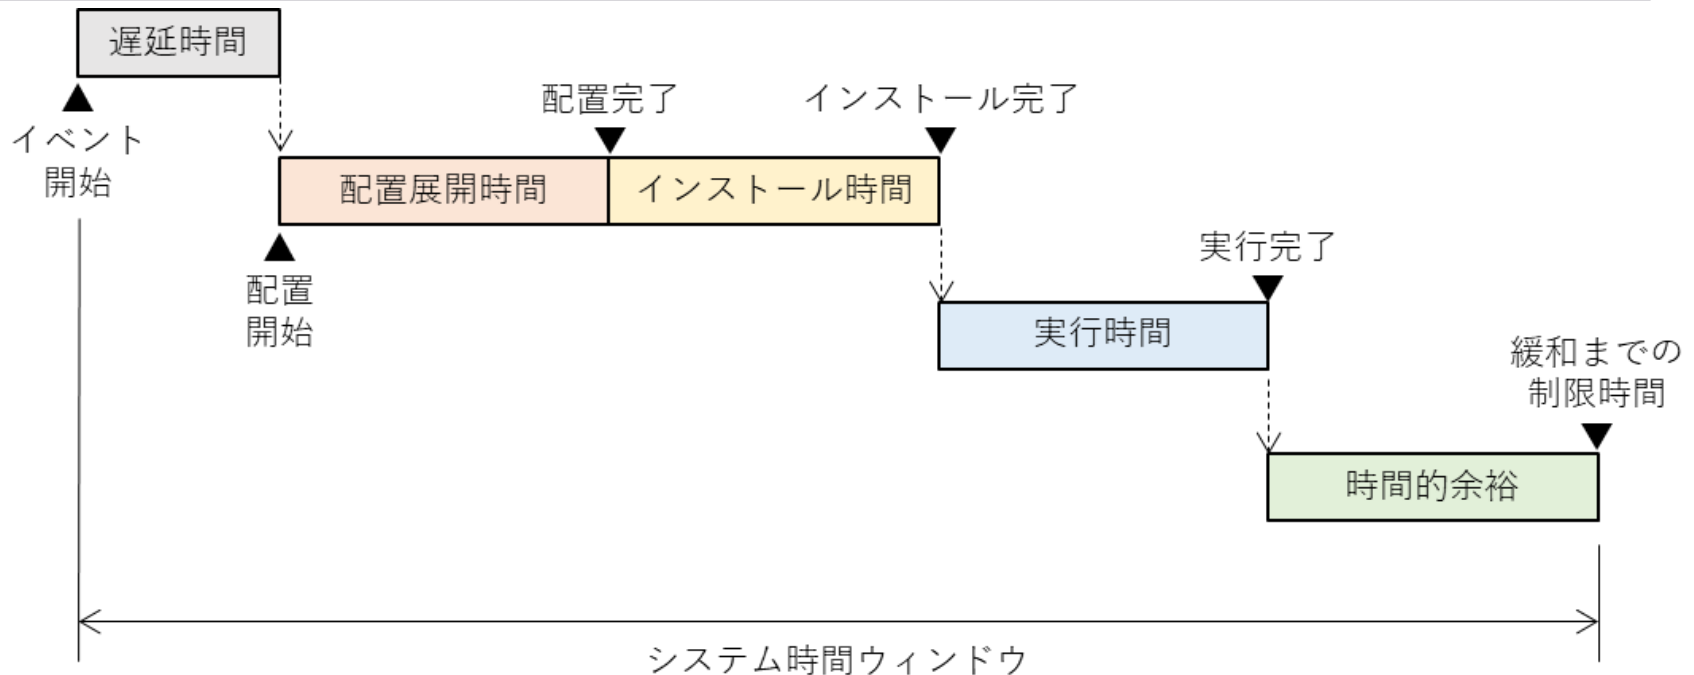 遅延時間
イベント
開始
配置完了
インストール完了
配置展開時間
インストール時間
配置
開始
実行完了
実行時間
緩和までの
制限時間
時間的余裕
システム時間ウィンドウ